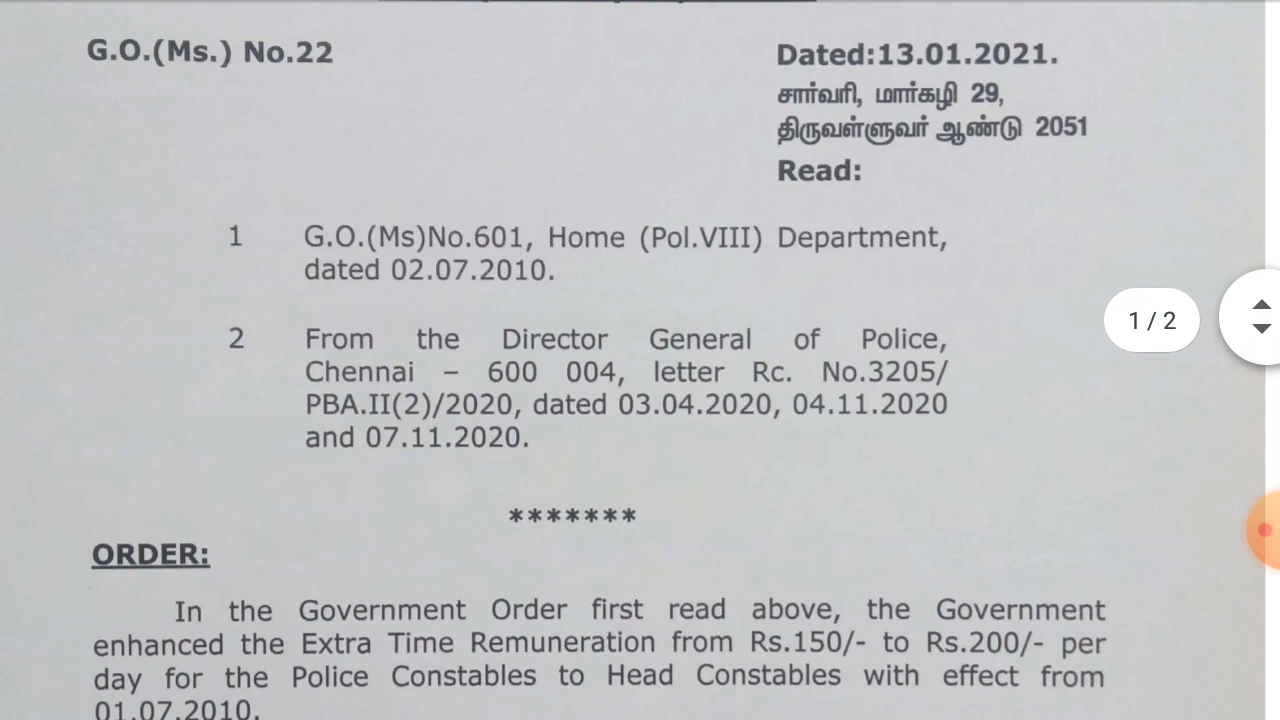 G.O.(Ms.) No.22
Dated:13.01.2021.
சார்வரி, மார்கழி 29,
திருவள்ளுவர் ஆண்டு 2051
Read:
1 G.O.(Ms)No.601, Home (Pol.VIII) Department,
dated 02.07.2010.
2 From the Director General of Police,
Chennai – 600 004, letter Rc. No.3205/
PBA.II(2)/2020, dated 03.04.2020, 04.11.2020
and 07.11.2020.
1 / 2
*******
ORDER:
In the Government Order first read above, the Government
enhanced the Extra Time Remuneration from Rs.150/- to Rs.200/- per
day for the Police Constables to Head Constables with effect from
01.07.2010.